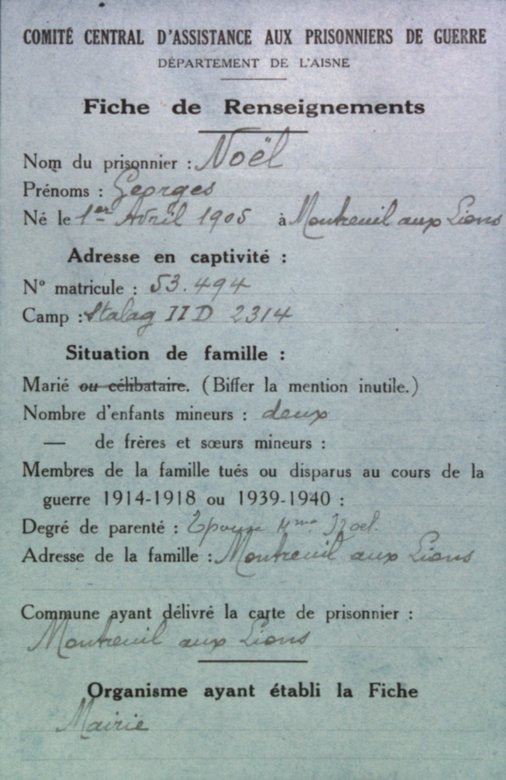 COMITÉ CENTRAL D'ASSISTANCE AUX PRISONNIERS DE GUERRE
DÉPARTEMENT DE L'AISNE
Fiche de Renseignements
Nom du prisonnier : Noël
Prénoms : Georges
Né le 1er Avril 1905 à Montreuil aux Lions
Adresse en captivité :
N° matricule : 53.494
Camp : Stalag II D 2314
Situation de famille :
Marié ou célibataire. (Biffer la mention inutile.)
Nombre d'enfants mineurs : deux
— de frères et sœurs mineurs :
Membres de la famille tués ou disparus au cours de la
guerre 1914-1918 ou 1939-1940 :
Degré de parenté : Epouse Mme Noel
Adresse de la famille : Montreuil aux Lions
Commune ayant délivré la carte de prisonnier :
Montreuil aux Lions
Organisme ayant établi la Fiche
Mairie